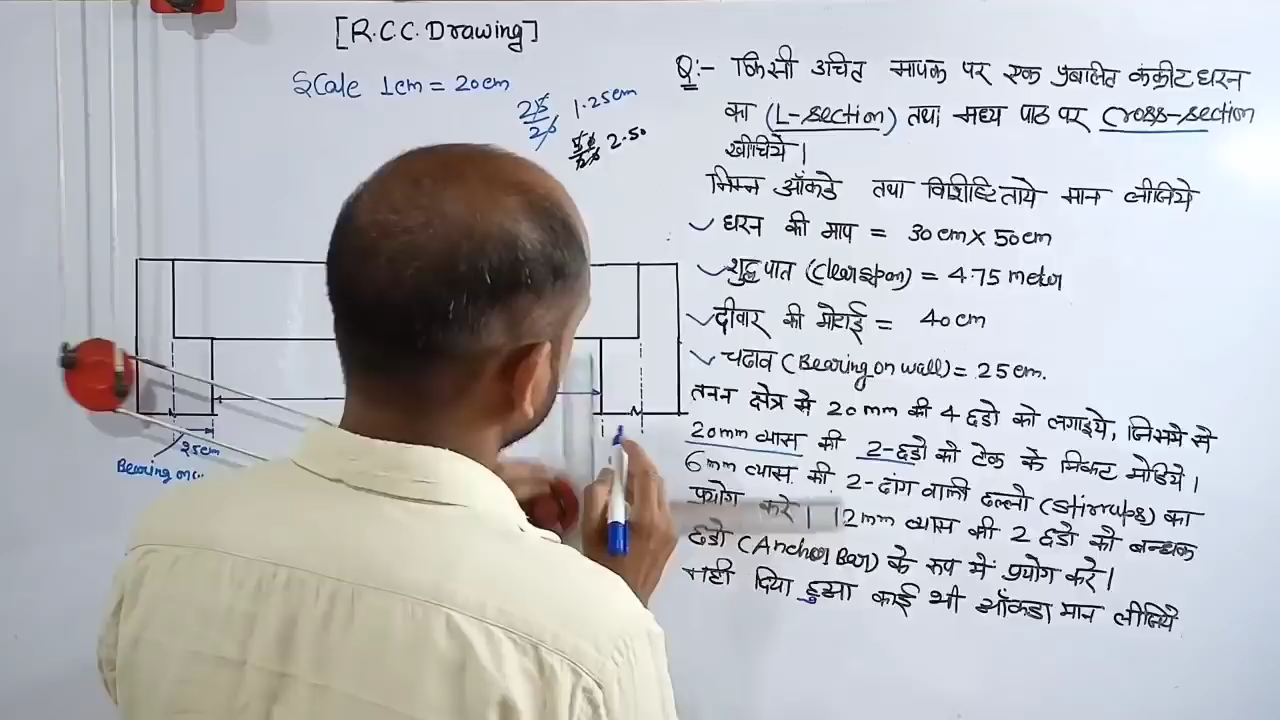 [R.C.C. Drawing]
Scale 1cm = 20cm
25/20 1.25cm
50/20 2.50
Q:- किसी उचित मापक पर एक प्रबलित कंक्रीट धरन
का (L-section) तथा मध्य पाठ पर Cross-section
खींचिये।
निम्न आँकडे तथा विशिष्टिताये मान लीजिये
धरन की माप = 30cm x 50cm
शुद्ध पात (Clear span) = 4.75 meter
दीवार की मोटाई = 40cm
चढाव (Bearing on wall) = 25cm.
तनन क्षेत्र मे 20mm की 4 छडो को लगाइये, जिसमे से
20mm व्यास की 2-छडो को टेक के निकट मोडिये।
6mm व्यास की 2-टांग वाली छल्लो (Stirrups) का
प्रयोग करे। 12mm व्यास की 2 छडो को बन्धक
छडो (Anchor Bar) के रुप में प्रयोग करे।
नही दिया हुआ काई भी आँकडा मान लीजिये
25cm
Bearing on..